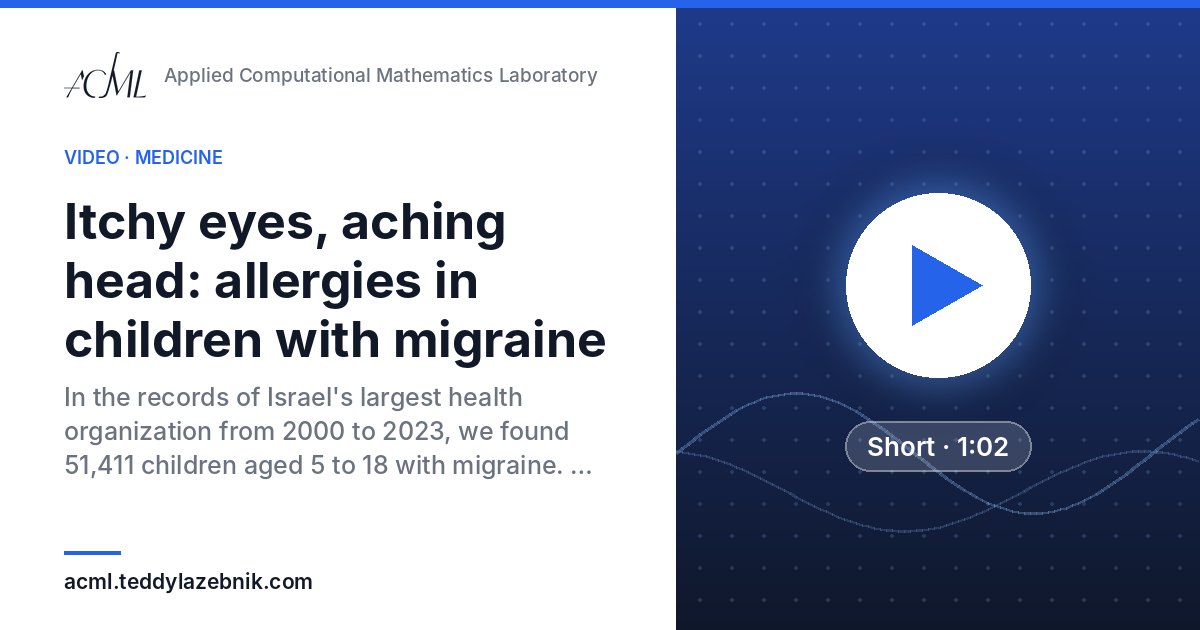 ACML Applied Computational Mathematics Laboratory
VIDEO · MEDICINE
Itchy eyes, aching
head: allergies in
children with migraine
In the records of Israel's largest health
organization from 2000 to 2023, we found
51,411 children aged 5 to 18 with migraine. ...
Short · 1:02
acml.teddylazebnik.com